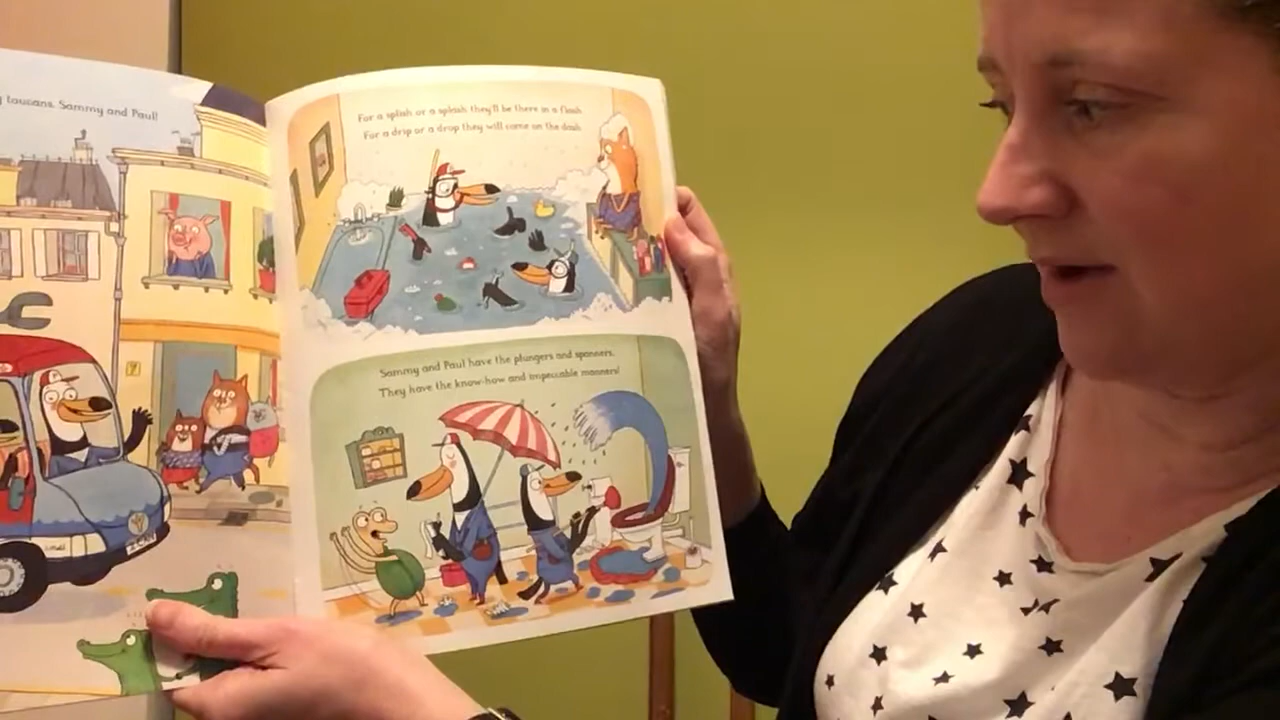 toucans. Sammy and Paul!
For a splish or a splash they'll be there in a flash
For a drip or a drop they will come on the dash
Sammy and Paul have the plungers and spanners.
They have the know-how and impeccable manners!
7
2CAN